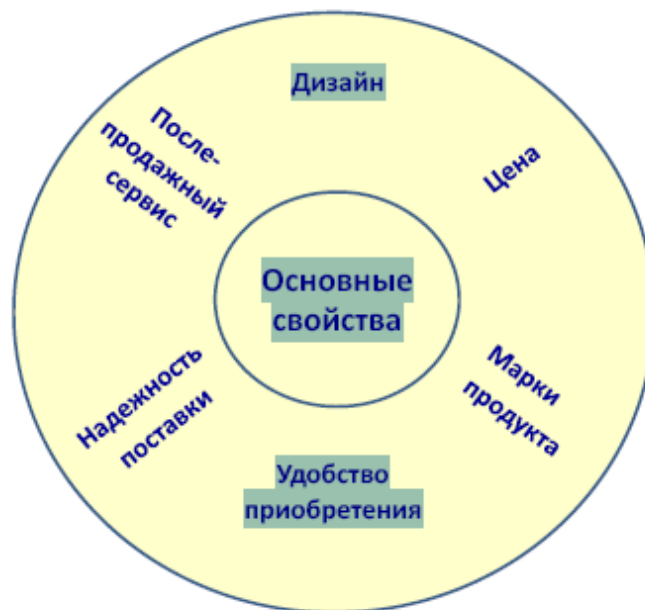 Дизайн
Цена
После-
продажный
сервис
Основные
свойства
Надежность
поставки
Марки
продукта
Удобство
приобретения